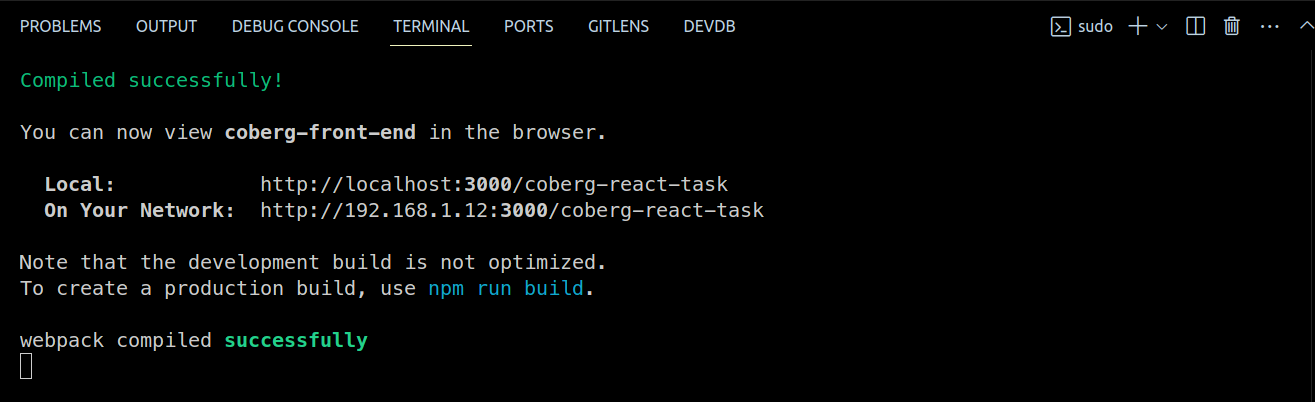 PROBLEMS OUTPUT DEBUG CONSOLE TERMINAL PORTS GITLENS DEVDB sudo
Compiled successfully!
You can now view coberg-front-end in the browser.
Local: http://localhost:3000/coberg-react-task
On Your Network: http://192.168.1.12:3000/coberg-react-task
Note that the development build is not optimized.
To create a production build, use npm run build.
webpack compiled successfully